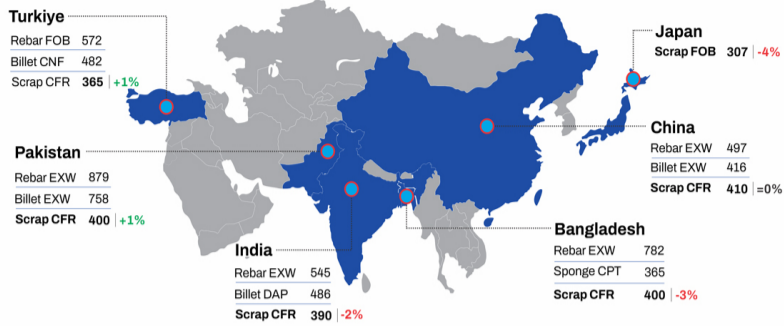 Turkiye
Rebar FOB 572
Billet CNF 482
Scrap CFR 365 +1%
Japan
Scrap FOB 307 -4%
China
Rebar EXW 497
Billet EXW 416
Scrap CFR 410 =0%
Pakistan
Rebar EXW 879
Billet EXW 758
Scrap CFR 400 +1%
Bangladesh
Rebar EXW 782
Sponge CPT 365
Scrap CFR 400 -3%
India
Rebar EXW 545
Billet DAP 486
Scrap CFR 390 -2%